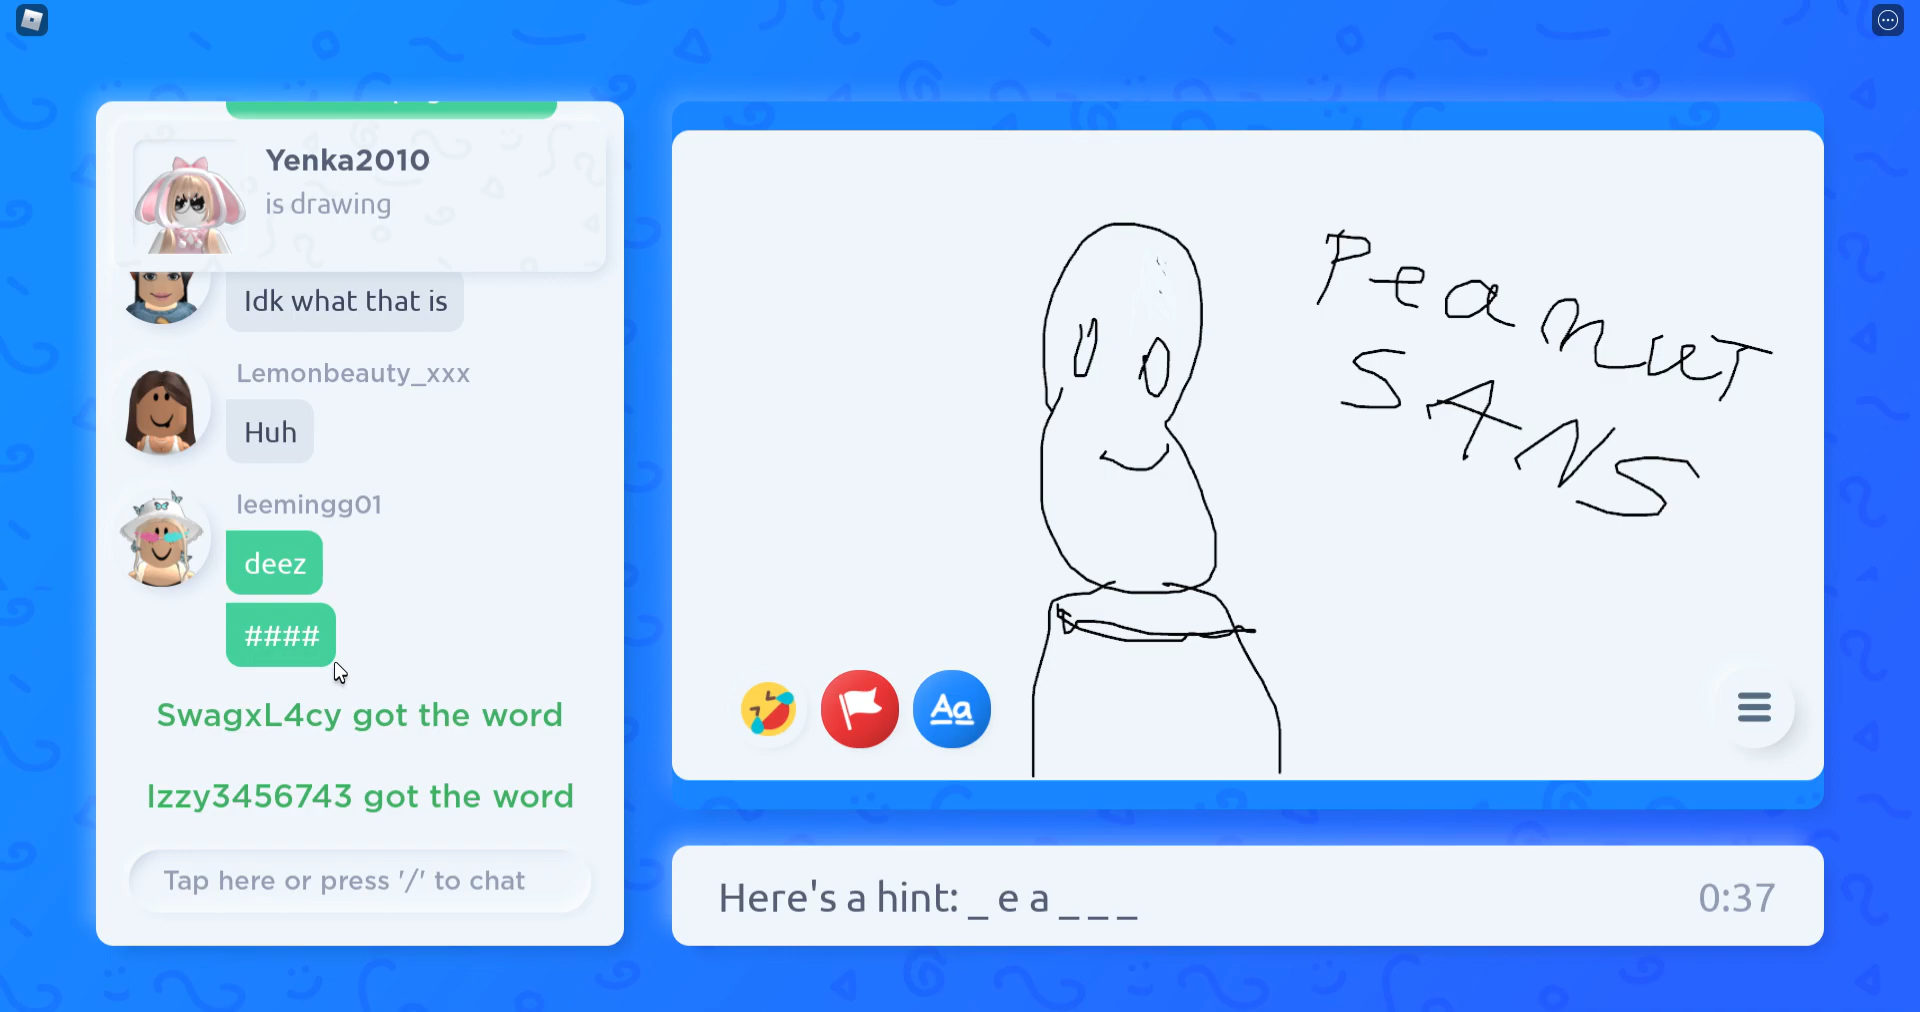 Yenka2010
is drawing
Idk what that is
Lemonbeauty_xxx
Huh
leemingg01
deez
####
SwagxL4cy got the word
Izzy3456743 got the word
Tap here or press '/' to chat
PeanuT
SANS
Aa
Here's a hint: _ e a _ _ _
0:37